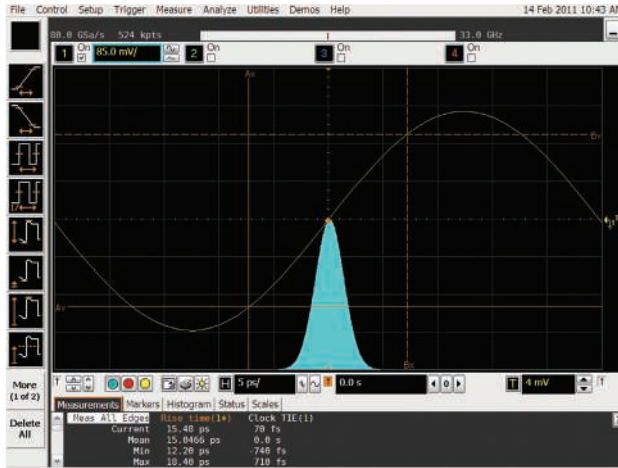 File Control Setup Trigger Measure Analyze Utilities Demos Help 14 Feb 2011 10:43 AM
80.0 GSa/s 524 kpts 33.0 GHz
1 On 85.0 mV/ 2 On 3 On 4 On
Ax
By
Ay
Bx
More
(1 of 2)
Delete
All
H 5 ps/ 0.0 s 0 T 4 mV
Measurements Markers Histogram Status Scales
Meas All Edges Rise time(1) Clock TIE(1)
Current 15.40 ps 70 fs
Mean 15.0466 ps 0.0 s
Min 12.20 ps -740 fs
Max 18.40 ps 710 fs